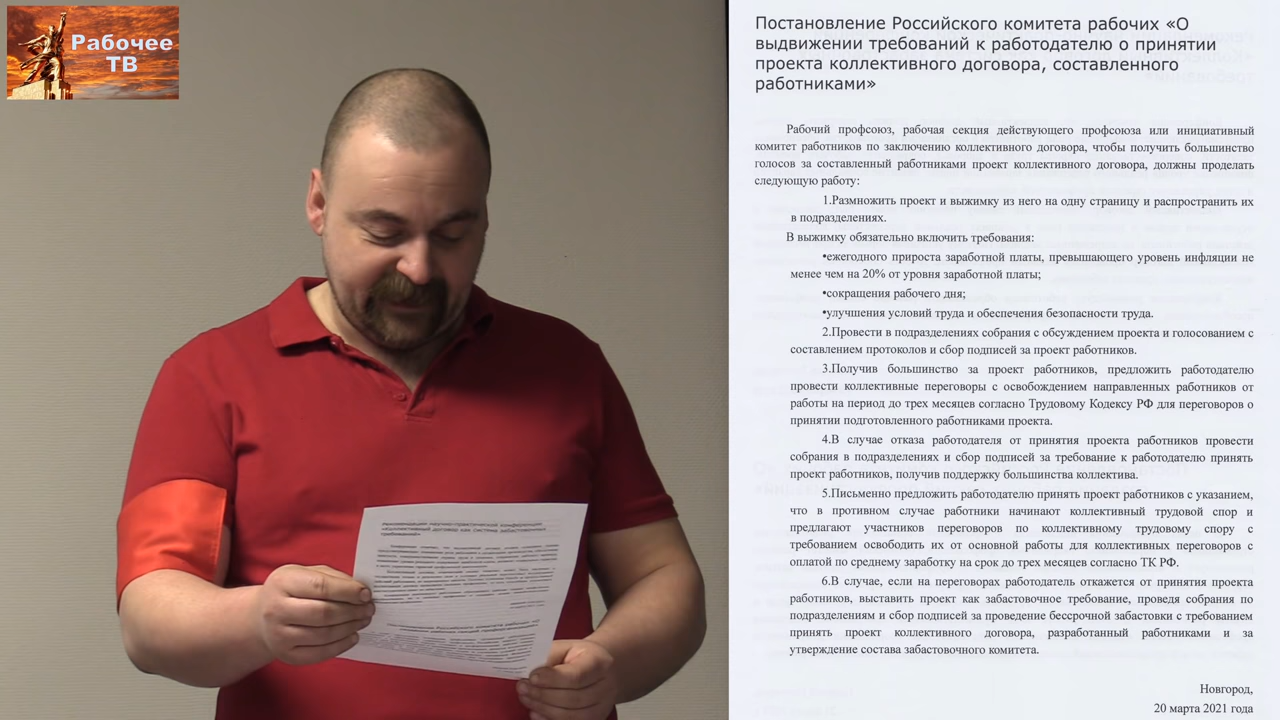 Рабочее
ТВ
Постановление Российского комитета рабочих «О
выдвижении требований к работодателю о принятии
проекта коллективного договора, составленного
работниками»
Рабочий профсоюз, рабочая секция действующего профсоюза или инициативный
комитет работников по заключению коллективного договора, чтобы получить большинство
голосов за составленный работниками проект коллективного договора, должны проделать
следующую работу:
1.Размножить проект и выжимку из него на одну страницу и распространить их
в подразделениях.
В выжимку обязательно включить требования:
•ежегодного прироста заработной платы, превышающего уровень инфляции не
менее чем на 20% от уровня заработной платы;
•сокращения рабочего дня;
•улучшения условий труда и обеспечения безопасности труда.
2.Провести в подразделениях собрания с обсуждением проекта и голосованием с
составлением протоколов и сбор подписей за проект работников.
3.Получив большинство за проект работников, предложить работодателю
провести коллективные переговоры с освобождением направленных работников от
работы на период до трех месяцев согласно Трудовому Кодексу РФ для переговоров о
принятии подготовленного работниками проекта.
4.В случае отказа работодателя от принятия проекта работников провести
собрания в подразделениях и сбор подписей за требование к работодателю принять
проект работников, получив поддержку большинства коллектива.
5.Письменно предложить работодателю принять проект работников с указанием,
что в противном случае работники начинают коллективный трудовой спор и
предлагают участников переговоров по коллективному трудовому спору с
требованием освободить их от основной работы для проведения переговоров с
оплатой по среднему заработку на срок до трех месяцев согласно ТК РФ.
6.В случае, если на переговорах работодатель откажется от принятия проекта
работников, выставить проект как забастовочное требование, проведя собрания по
подразделениям и сбор подписей за проведение бессрочной забастовки с требованием
принять проект коллективного договора, разработанный работниками и за
утверждение состава забастовочного комитета.
Новгород,
20 марта 2021 года
Рекомендации научно-практической конференции
«Коллективный договор как система забастовочных
требований»